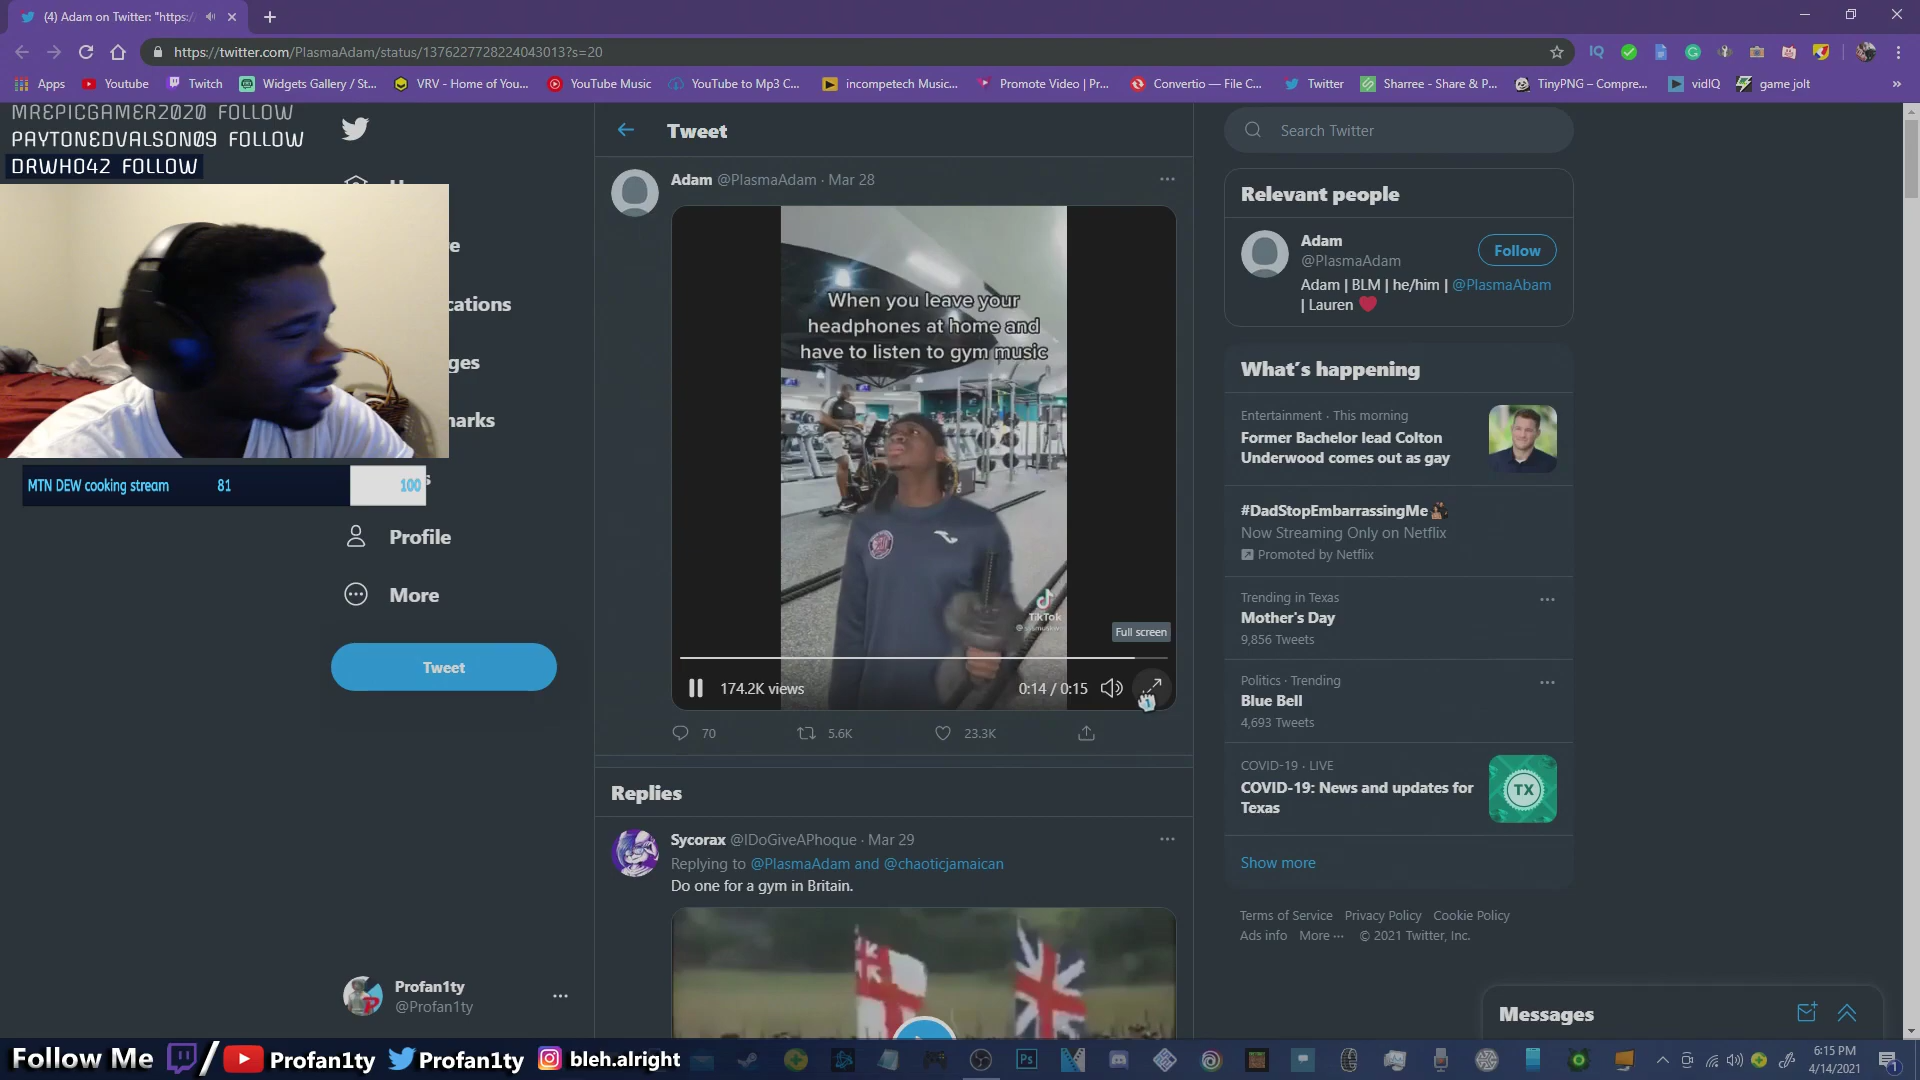 (4) Adam on Twitter: "https:/
https://twitter.com/PlasmaAdam/status/1376227728224043013?s=20
Apps
Youtube
Twitch
Widgets Gallery / St...
VRV - Home of You...
YouTube Music
YouTube to Mp3 C...
incompetech Music...
Promote Video | Pr...
Convertio — File C...
Twitter
Sharree - Share & P...
TinyPNG – Compre...
vidIQ
game jolt
MREPICGAMER2020 FOLLOW
PAYTONEDVALSON09 FOLLOW
DRWHO42 FOLLOW
MTN DEW cooking stream 81 100
cations
ges
arks
Profile
More
Tweet
Profan1ty
@Profan1ty
Tweet
Adam @PlasmaAdam · Mar 28
When you leave your
headphones at home and
have to listen to gym music
TikTok
Full screen
174.2K views
0:14 / 0:15
70
5.6K
23.3K
Replies
Sycorax @IDoGiveAPhoque · Mar 29
Replying to @PlasmaAdam and @chaoticjamaican
Do one for a gym in Britain.
Search Twitter
Relevant people
Adam
@PlasmaAdam
Follow
Adam | BLM | he/him | @PlasmaAbam
| Lauren
What's happening
Entertainment · This morning
Former Bachelor lead Colton
Underwood comes out as gay
#DadStopEmbarrassingMe
Now Streaming Only on Netflix
Promoted by Netflix
Trending in Texas
Mother's Day
9,856 Tweets
Politics · Trending
Blue Bell
4,693 Tweets
COVID-19 · LIVE
COVID-19: News and updates for
Texas
TX
Show more
Terms of Service Privacy Policy Cookie Policy
Ads info More ··· © 2021 Twitter, Inc.
Messages
Follow Me / Profan1ty Profan1ty bleh.alright
Ps
6:15 PM
4/14/2021